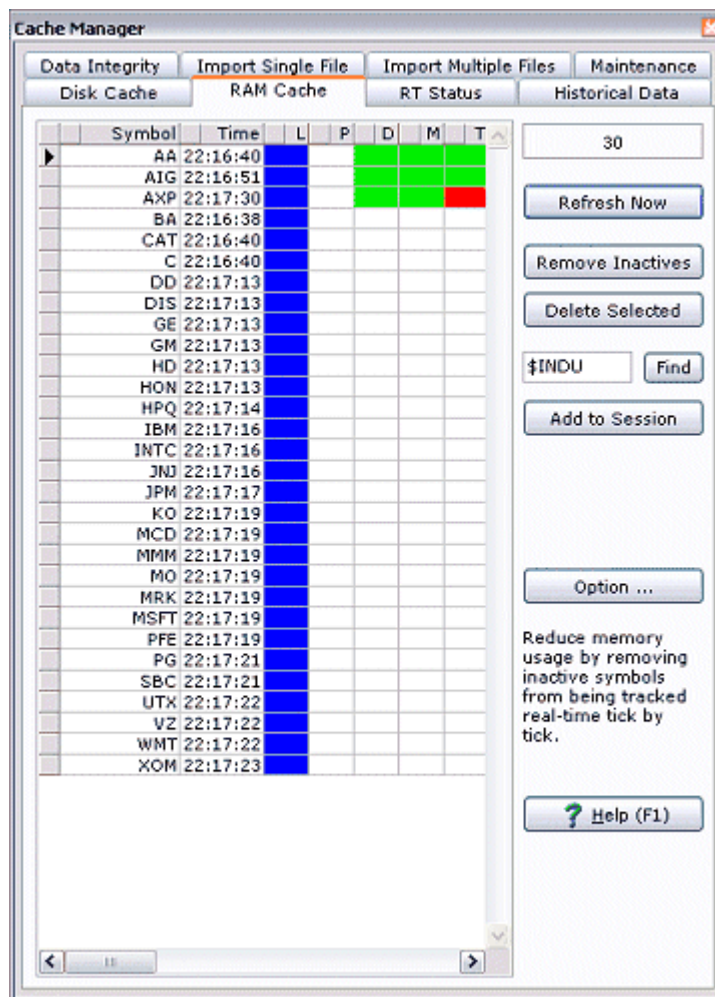 Cache Manager
Data Integrity Import Single File Import Multiple Files Maintenance
Disk Cache RAM Cache RT Status Historical Data
Symbol Time L P D M T
AA 22:16:40
AIG 22:16:51
AXP 22:17:30
BA 22:16:38
CAT 22:16:40
C 22:16:40
DD 22:17:13
DIS 22:17:13
GE 22:17:13
GM 22:17:13
HD 22:17:13
HON 22:17:13
HPQ 22:17:14
IBM 22:17:16
INTC 22:17:16
JNJ 22:17:16
JPM 22:17:17
KO 22:17:19
MCD 22:17:19
MMM 22:17:19
MO 22:17:19
MRK 22:17:19
MSFT 22:17:19
PFE 22:17:19
PG 22:17:21
SBC 22:17:21
UTX 22:17:22
VZ 22:17:22
WMT 22:17:22
XOM 22:17:23
30
Refresh Now
Remove Inactives
Delete Selected
$INDU Find
Add to Session
Option ...
Reduce memory
usage by removing
inactive symbols
from being tracked
real-time tick by
tick.
? Help (F1)